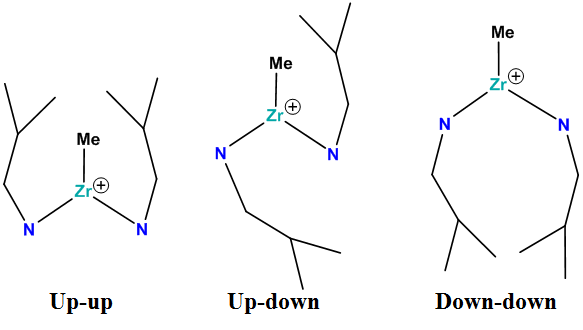 Me
Zr +
N N
Up-up
Me
Zr +
N N
Up-down
Me
Zr +
N N
Down-down